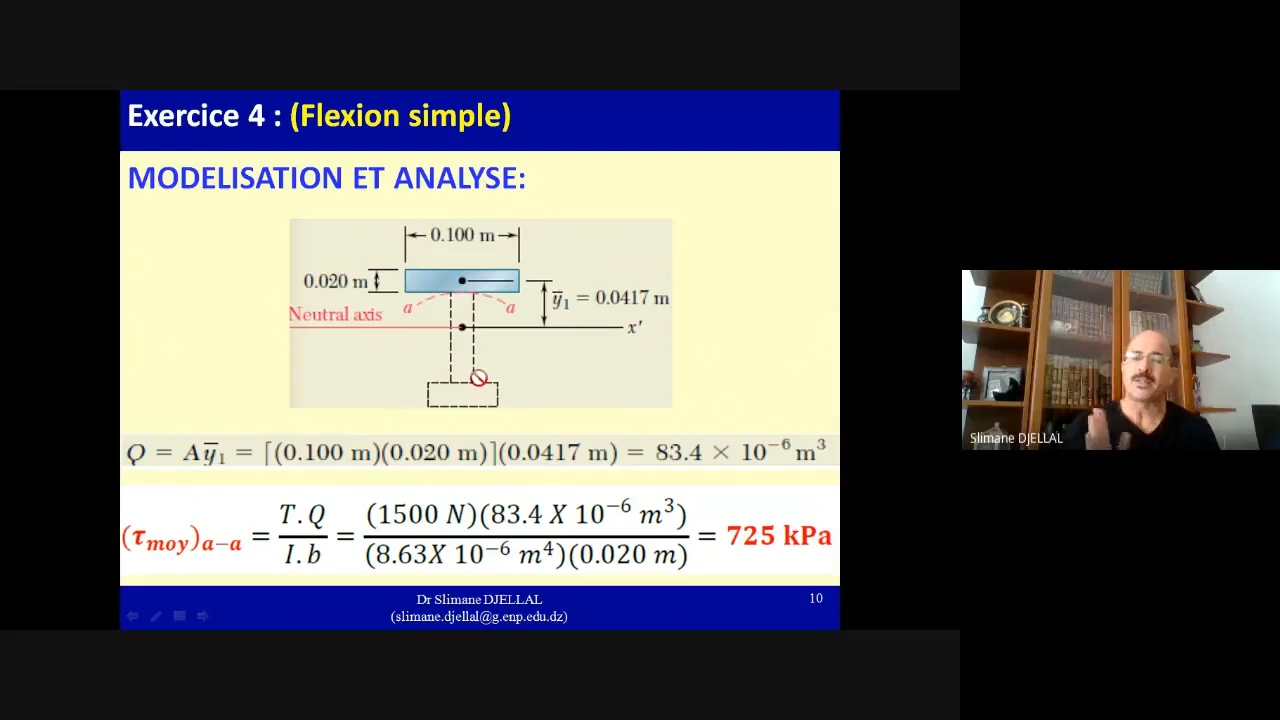 Exercice 4 : (Flexion simple)
MODELISATION ET ANALYSE:
0.100 m
0.020 m
a
a
ȳ₁ = 0.0417 m
Neutral axis
x'
Q = Aȳ₁ = [(0.100 m)(0.020 m)](0.0417 m) = 83.4 × 10⁻⁶ m³
(τ_moy)_a−a = T.Q / I.b = (1500 N)(83.4 X 10⁻⁶ m³) / (8.63X 10⁻⁶ m⁴)(0.020 m) = 725 kPa
Dr Slimane DJELLAL
(slimane.djellal@g.enp.edu.dz)
10
Slimane DJELLAL